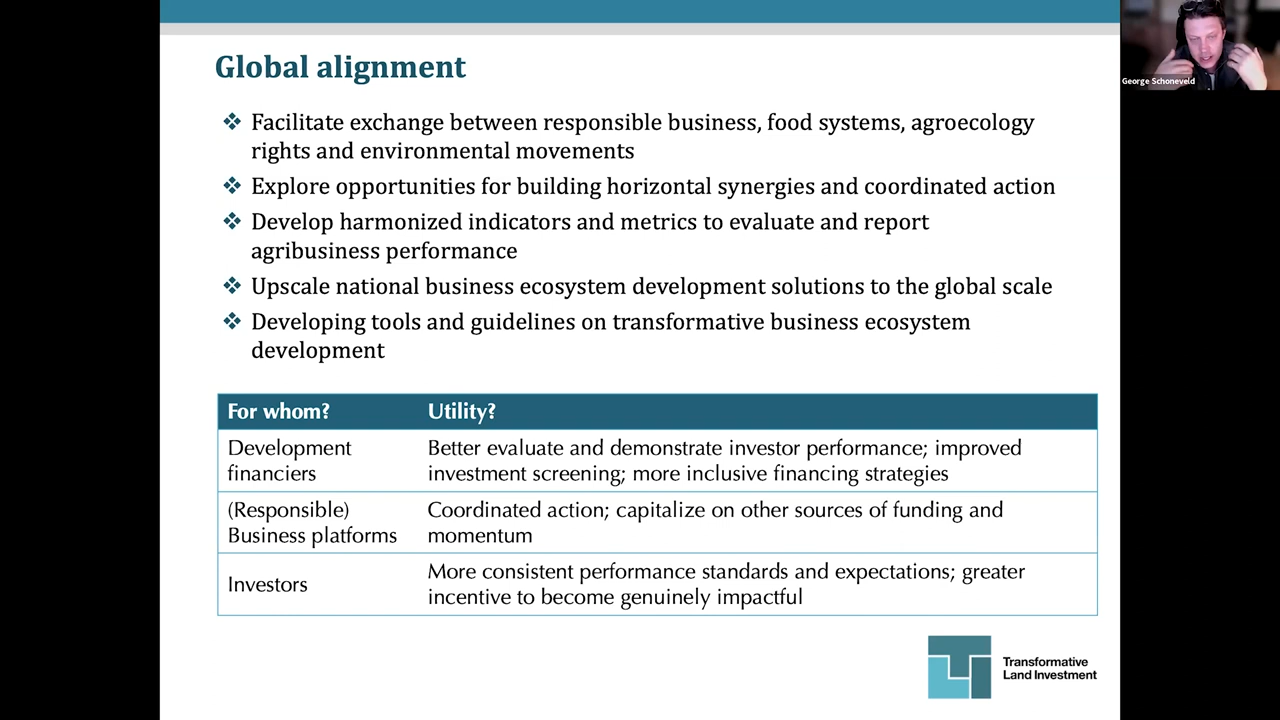 George Schoneveld
Global alignment
❖ Facilitate exchange between responsible business, food systems, agroecology
rights and environmental movements
❖ Explore opportunities for building horizontal synergies and coordinated action
❖ Develop harmonized indicators and metrics to evaluate and report
agribusiness performance
❖ Upscale national business ecosystem development solutions to the global scale
❖ Developing tools and guidelines on transformative business ecosystem
development
For whom? Utility?
Development
financiers
Better evaluate and demonstrate investor performance; improved
investment screening; more inclusive financing strategies
(Responsible)
Business platforms
Coordinated action; capitalize on other sources of funding and
momentum
Investors
More consistent performance standards and expectations; greater
incentive to become genuinely impactful
Transformative
Land Investment